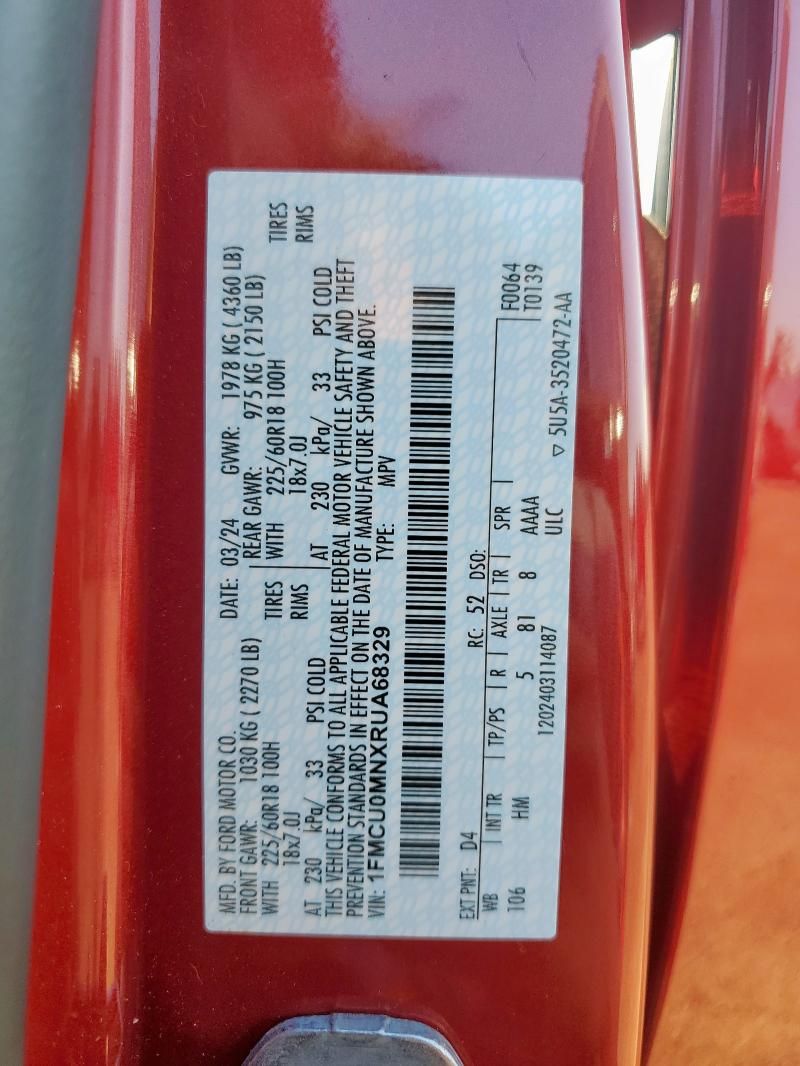 MFD. BY FORD MOTOR CO. DATE: 03/24 GVWR: 1978 KG ( 4360 LB)
FRONT GAWR: 1030 KG ( 2270 LB) REAR GAWR: 975 KG ( 2150 LB)
WITH 225/60R18 100H TIRES WITH 225/60R18 100H TIRES
18x7.0J RIMS 18x7.0J RIMS
AT 230 kPa/ 33 PSI COLD AT 230 kPa/ 33 PSI COLD
THIS VEHICLE CONFORMS TO ALL APPLICABLE FEDERAL MOTOR VEHICLE SAFETY AND THEFT
PREVENTION STANDARDS IN EFFECT ON THE DATE OF MANUFACTURE SHOWN ABOVE.
VIN: 1FMCU0MNXRUA68329 TYPE: MPV
EXT PNT: D4 RC: 52 DSO: F0064
WB | INT TR | TP/PS | R | AXLE | TR | SPR | T0139
106 HM 5 81 8 AAAA
1202403114087 ULC ▽ 5U5A-3520472-AA